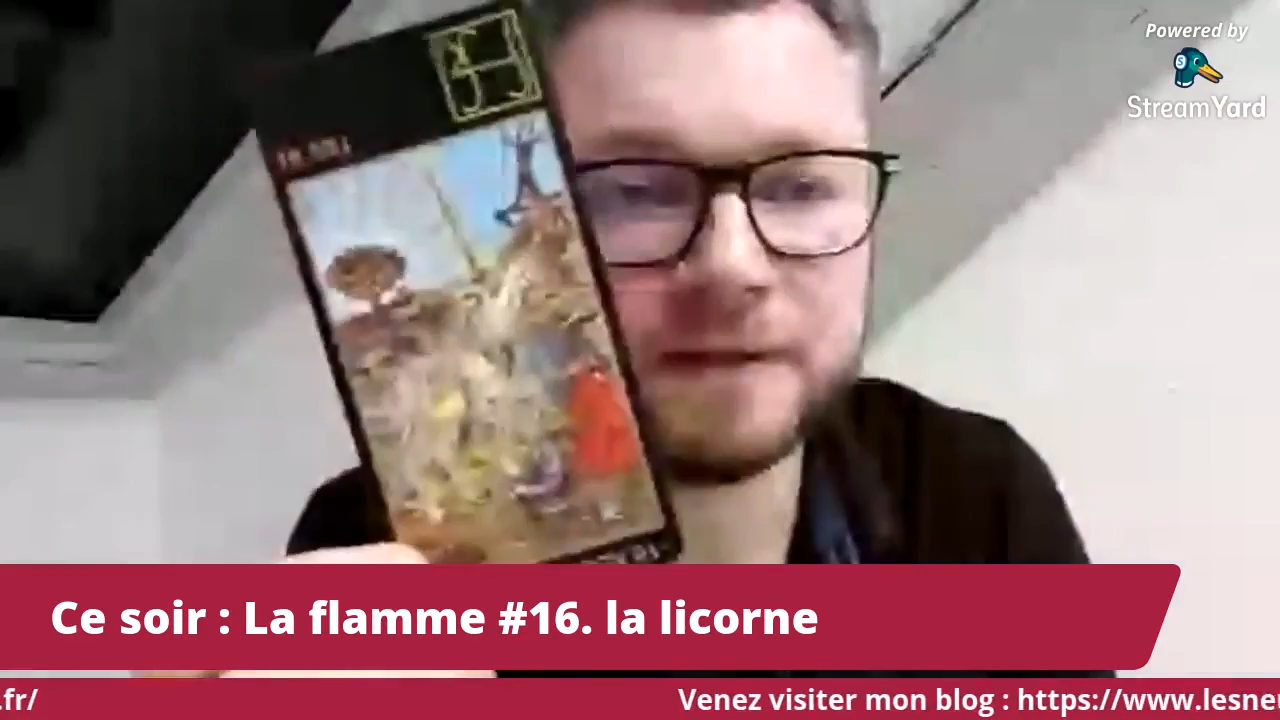 Powered by
StreamYard
Ce soir : La flamme #16. la licorne
.fr/
Venez visiter mon blog : https://www.lesne